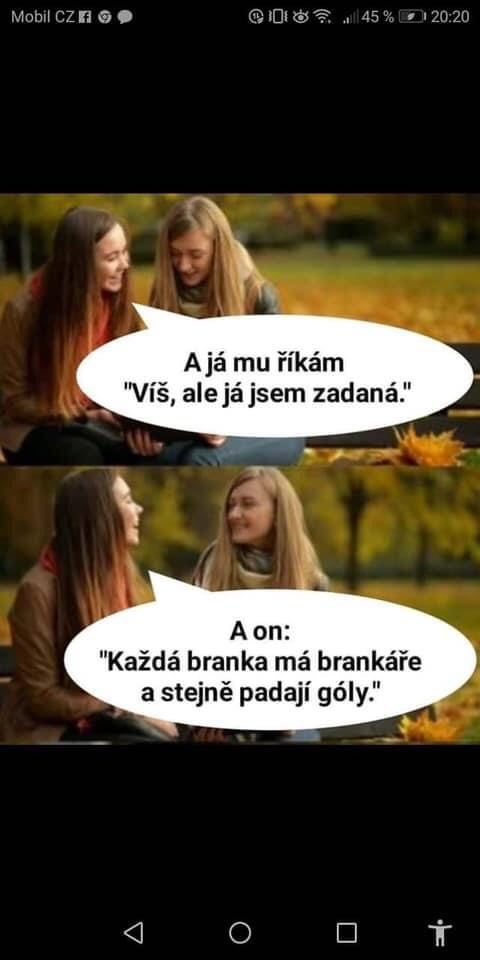 Mobil CZ 45 % 20:20
A já mu říkám
"Víš, ale já jsem zadaná."
A on:
"Každá branka má brankáře
a stejně padají góly."